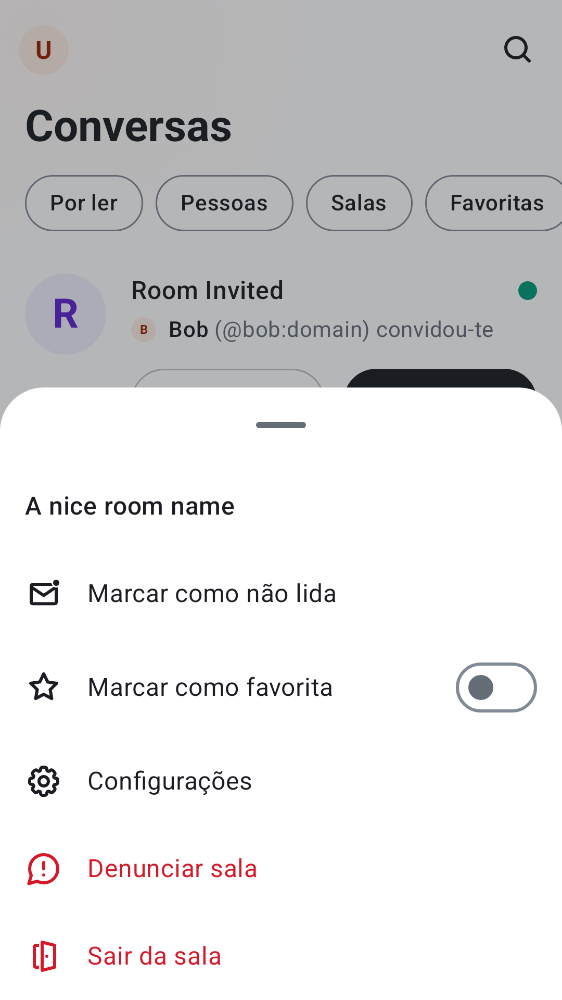 U
Conversas
Por ler Pessoas Salas Favoritas
R
Room Invited
B Bob (@bob:domain) convidou-te
A nice room name
Marcar como não lida
Marcar como favorita
Configurações
Denunciar sala
Sair da sala